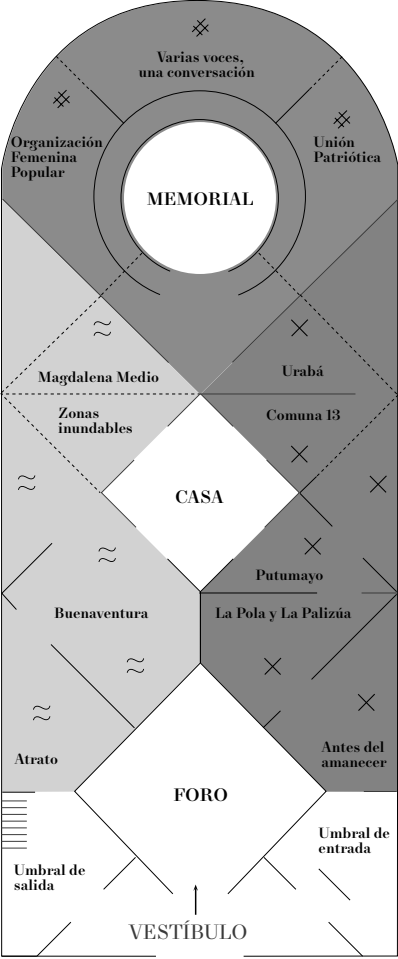 Varias voces,
una conversación
Organización
Femenina
Popular
Unión
Patriótica
MEMORIAL
Magdalena Medio
Urabá
Zonas
inundables
Comuna 13
CASA
Putumayo
Buenaventura
La Pola y La Palizúa
Atrato
Antes del
amanecer
FORO
Umbral de
entrada
Umbral de
salida
VESTÍBULO